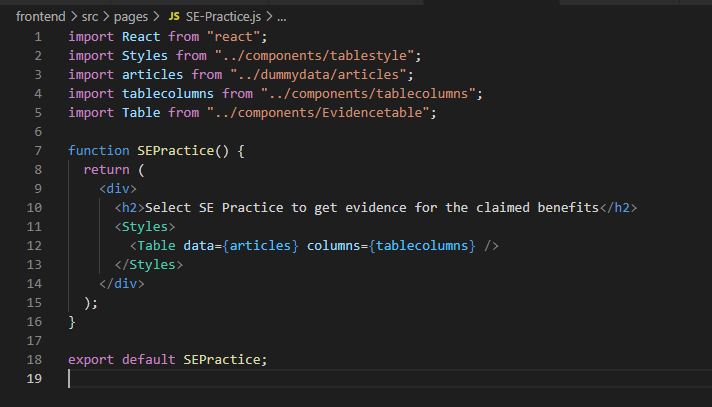 frontend > src > pages > JS SE-Practice.js > ...
1 import React from "react";
2 import Styles from "../components/tablestyle";
3 import articles from "../dummydata/articles";
4 import tablecolumns from "../components/tablecolumns";
5 import Table from "../components/Evidencetable";
6
7 function SEPractice() {
8   return (
9     <div>
10       <h2>Select SE Practice to get evidence for the claimed benefits</h2>
11       <Styles>
12         <Table data={articles} columns={tablecolumns} />
13       </Styles>
14     </div>
15   );
16 }
17
18 export default SEPractice;
19